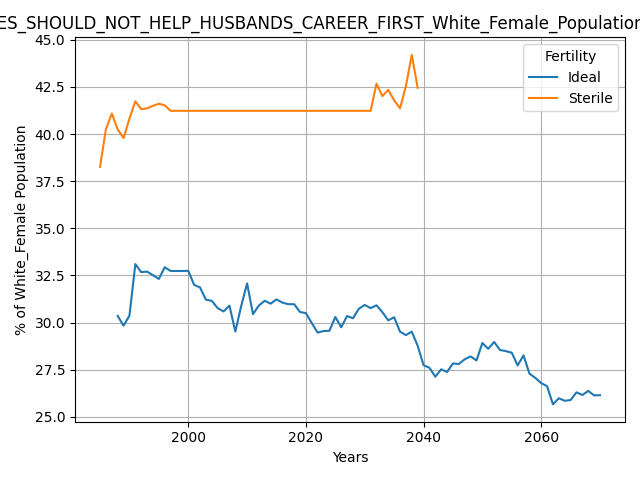 ES_SHOULD_NOT_HELP_HUSBANDS_CAREER_FIRST_White_Female_Population
% of White_Female Population
45.0
42.5
40.0
37.5
35.0
32.5
30.0
27.5
25.0
Fertility
Ideal
Sterile
2000
2020
2040
2060
Years